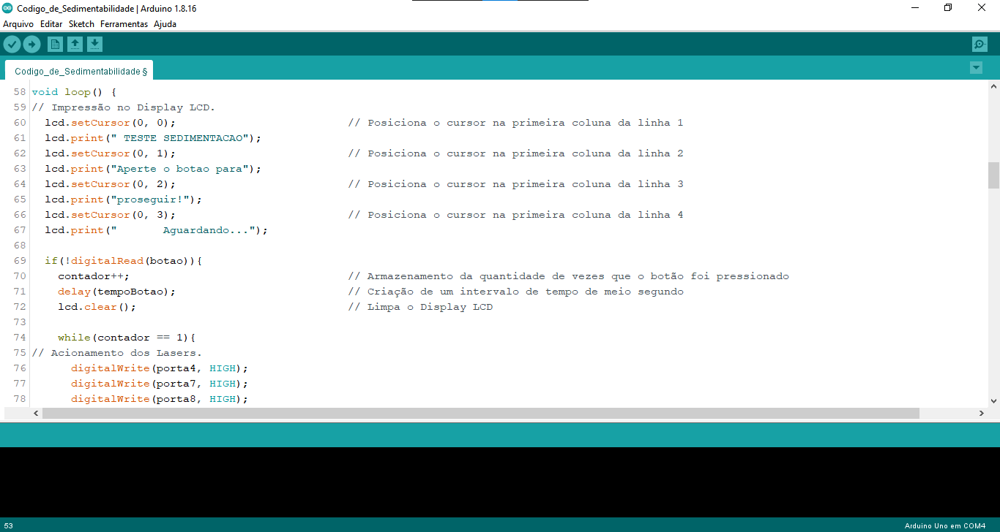 Codigo_de_Sedimentabilidade | Arduino 1.8.16
Arquivo Editar Sketch Ferramentas Ajuda
Codigo_de_Sedimentabilidade §
58 void loop() {
59 // Impressão no Display LCD.
60   lcd.setCursor(0, 0);                          // Posiciona o cursor na primeira coluna da linha 1
61   lcd.print(" TESTE SEDIMENTACAO");
62   lcd.setCursor(0, 1);                          // Posiciona o cursor na primeira coluna da linha 2
63   lcd.print("Aperte o botao para");
64   lcd.setCursor(0, 2);                          // Posiciona o cursor na primeira coluna da linha 3
65   lcd.print("proseguir!");
66   lcd.setCursor(0, 3);                          // Posiciona o cursor na primeira coluna da linha 4
67   lcd.print("       Aguardando...");
68
69   if(!digitalRead(botao)){
70     contador++;                                 // Armazenamento da quantidade de vezes que o botão foi pressionado
71     delay(tempoBotao);                          // Criação de um intervalo de tempo de meio segundo
72     lcd.clear();                                // Limpa o Display LCD
73
74     while(contador == 1){
75 // Acionamento dos Lasers.
76       digitalWrite(porta4, HIGH);
77       digitalWrite(porta7, HIGH);
78       digitalWrite(porta8, HIGH);
53
Arduino Uno em COM4